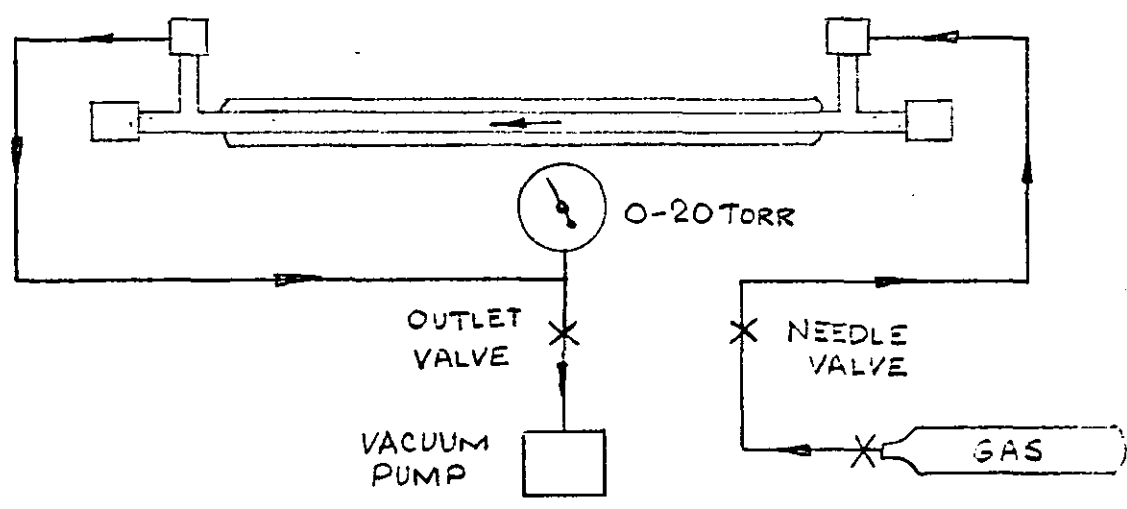 0-20 TORR
OUTLET
VALVE
NEEDLE
VALVE
VACUUM
PUMP
GAS